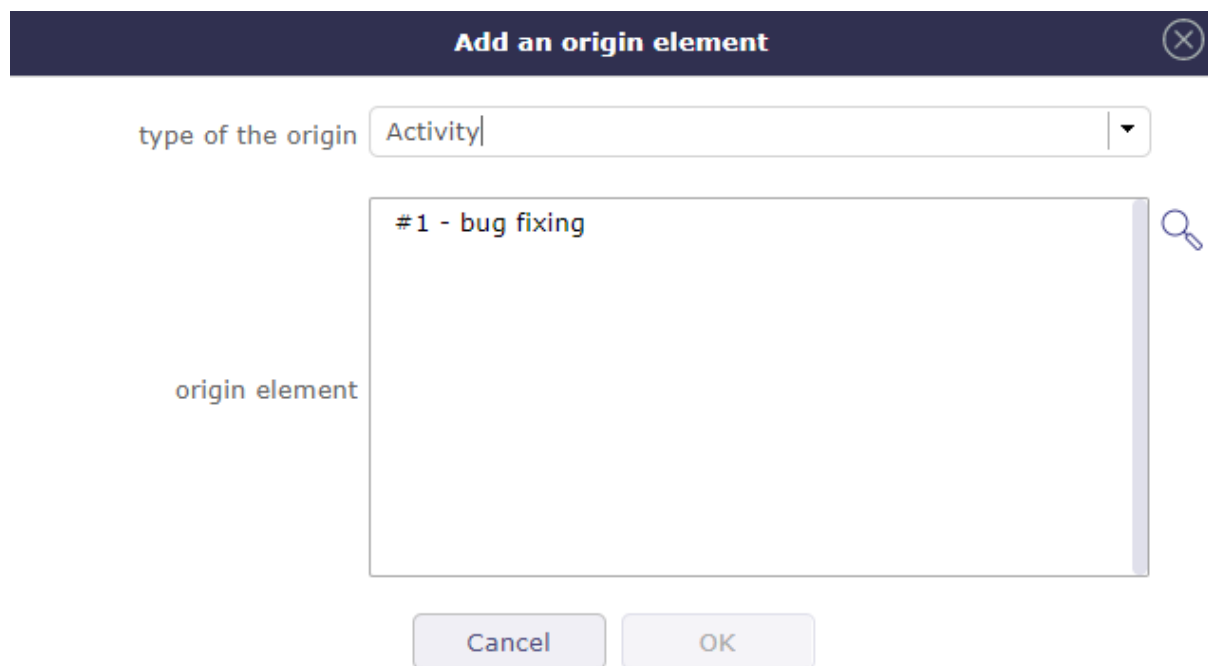 Add an origin element
type of the origin Activity
#1 - bug fixing
origin element
Cancel OK